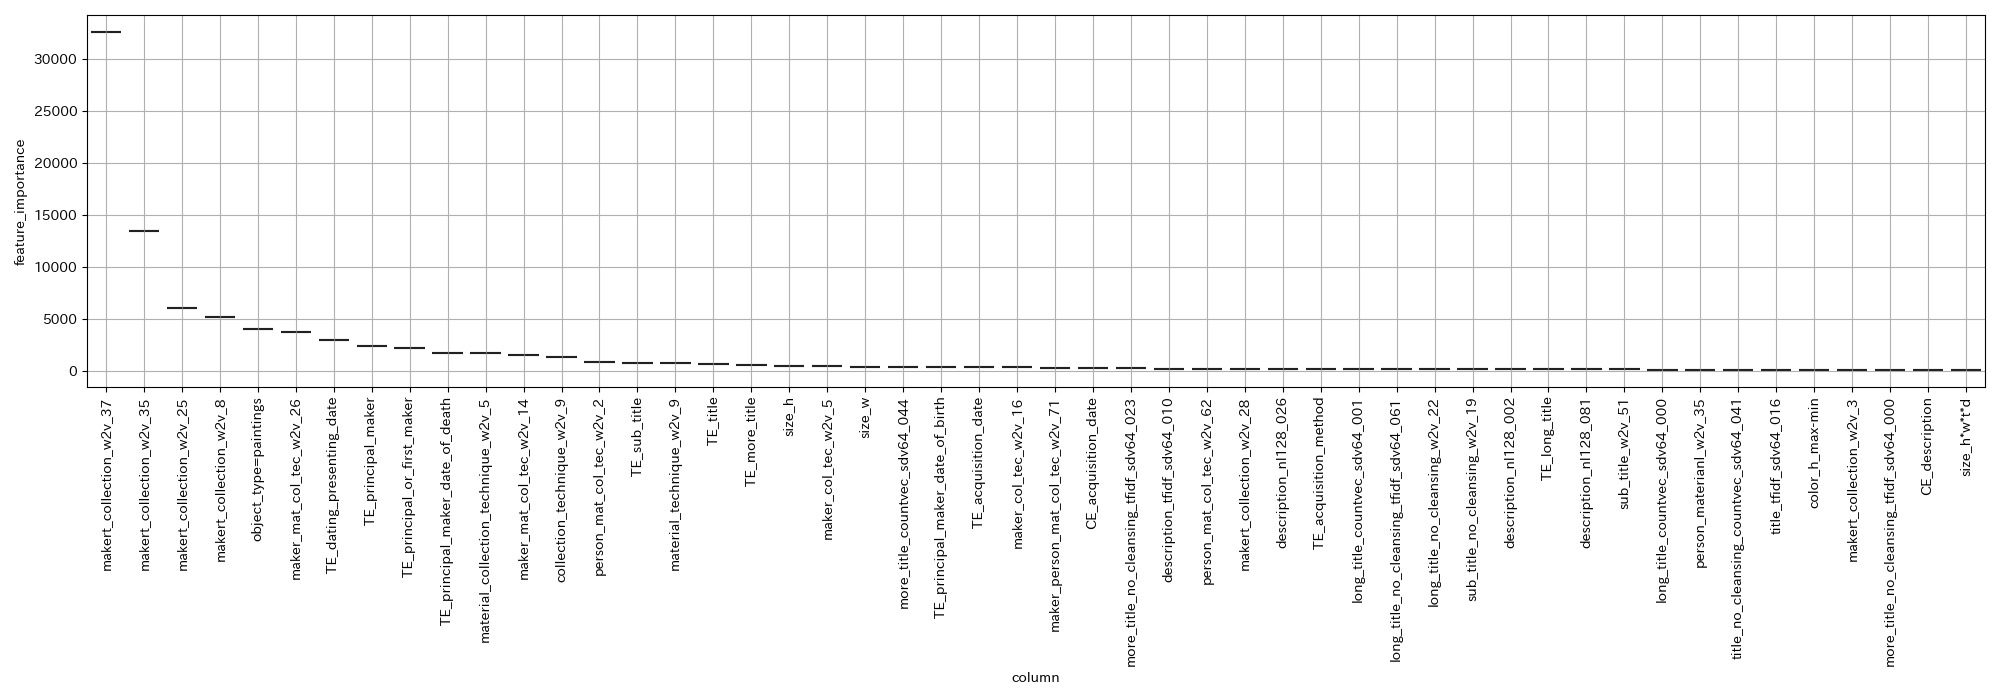 feature_importance
30000
25000
20000
15000
10000
5000
0
makert_collection_w2v_37
makert_collection_w2v_35
makert_collection_w2v_25
makert_collection_w2v_8
object_type=paintings
maker_mat_col_tec_w2v_26
TE_dating_presenting_date
TE_principal_maker
TE_principal_or_first_maker
TE_principal_maker_date_of_death
material_collection_technique_w2v_5
maker_mat_col_tec_w2v_14
collection_technique_w2v_9
person_mat_col_tec_w2v_2
TE_sub_title
material_technique_w2v_9
TE_title
TE_more_title
size_h
maker_col_tec_w2v_5
size_w
more_title_countvec_sdv64_044
TE_principal_maker_date_of_birth
TE_acquisition_date
maker_col_tec_w2v_16
maker_person_mat_col_tec_w2v_71
CE_acquisition_date
more_title_no_cleansing_tfidf_sdv64_023
description_tfidf_sdv64_010
person_mat_col_tec_w2v_62
makert_collection_w2v_28
description_nl128_026
TE_acquisition_method
long_title_countvec_sdv64_001
long_title_no_cleansing_tfidf_sdv64_061
long_title_no_cleansing_w2v_22
sub_title_no_cleansing_w2v_19
description_nl128_002
TE_long_title
description_nl128_081
sub_title_w2v_51
long_title_countvec_sdv64_000
person_materianl_w2v_35
title_no_cleansing_countvec_sdv64_041
title_tfidf_sdv64_016
color_h_max-min
makert_collection_w2v_3
more_title_no_cleansing_tfidf_sdv64_000
CE_description
size_h*w*t*d
column